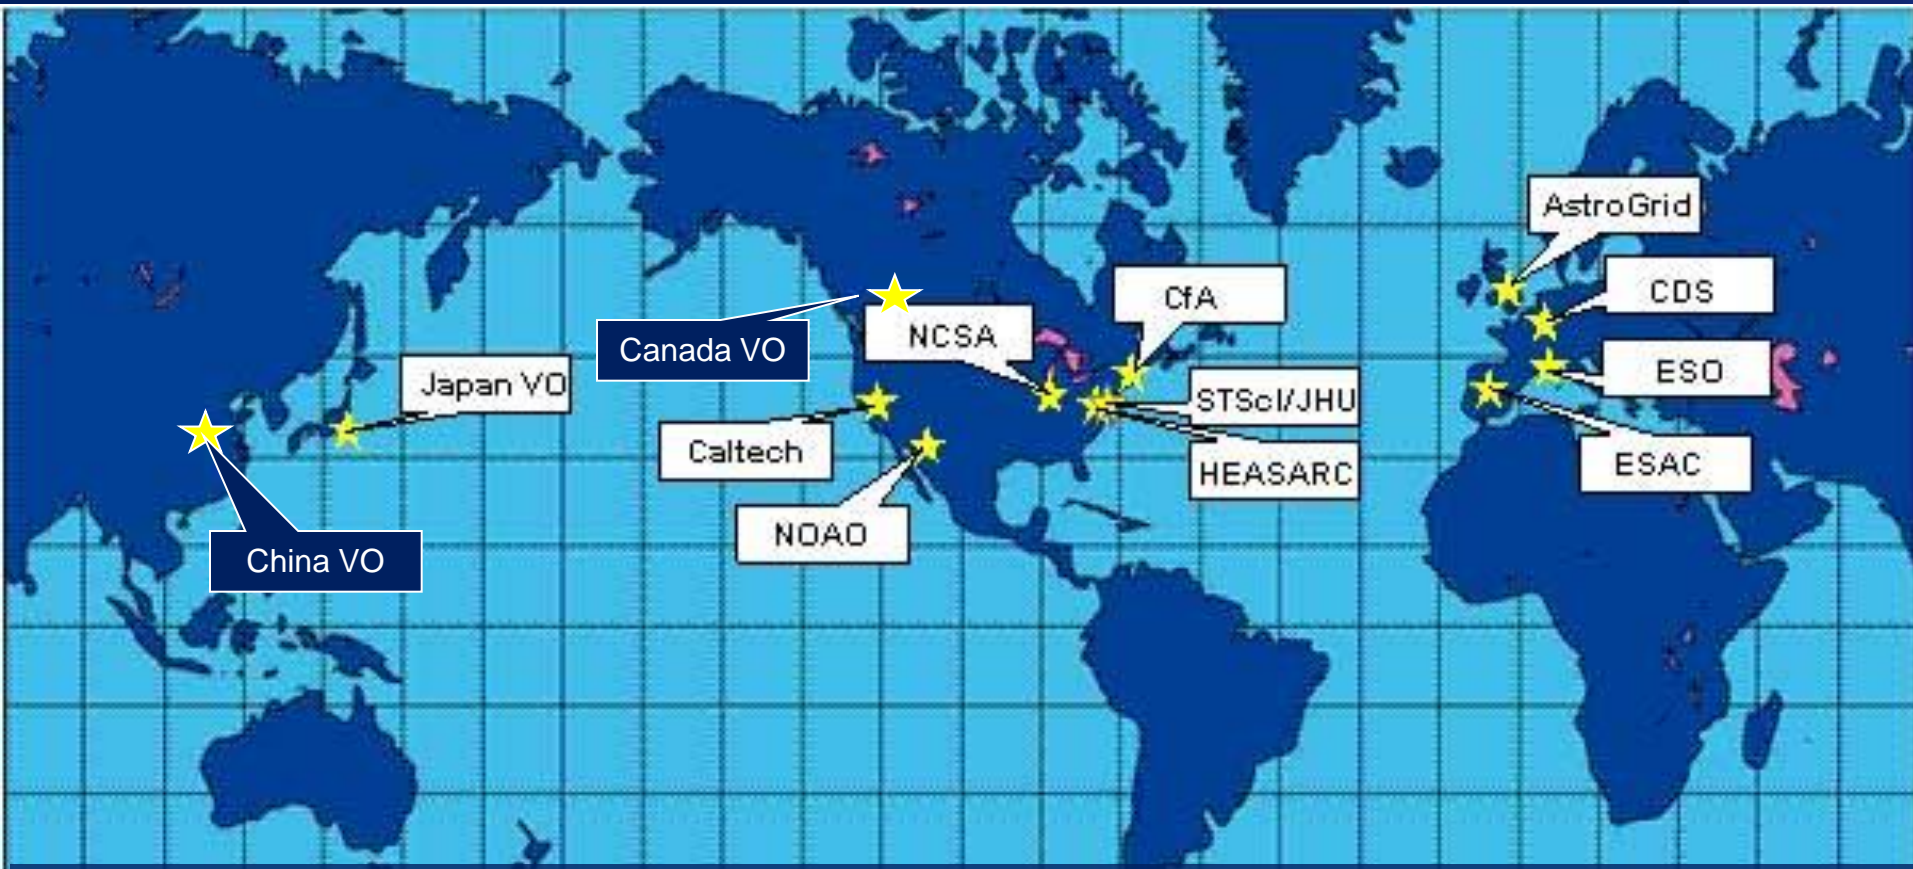 AstroGrid
CDS
CfA
Canada VO
NCSA
Japan VO
ESO
STScI/JHU
Caltech
ESAC
HEASARC
NOAO
China VO